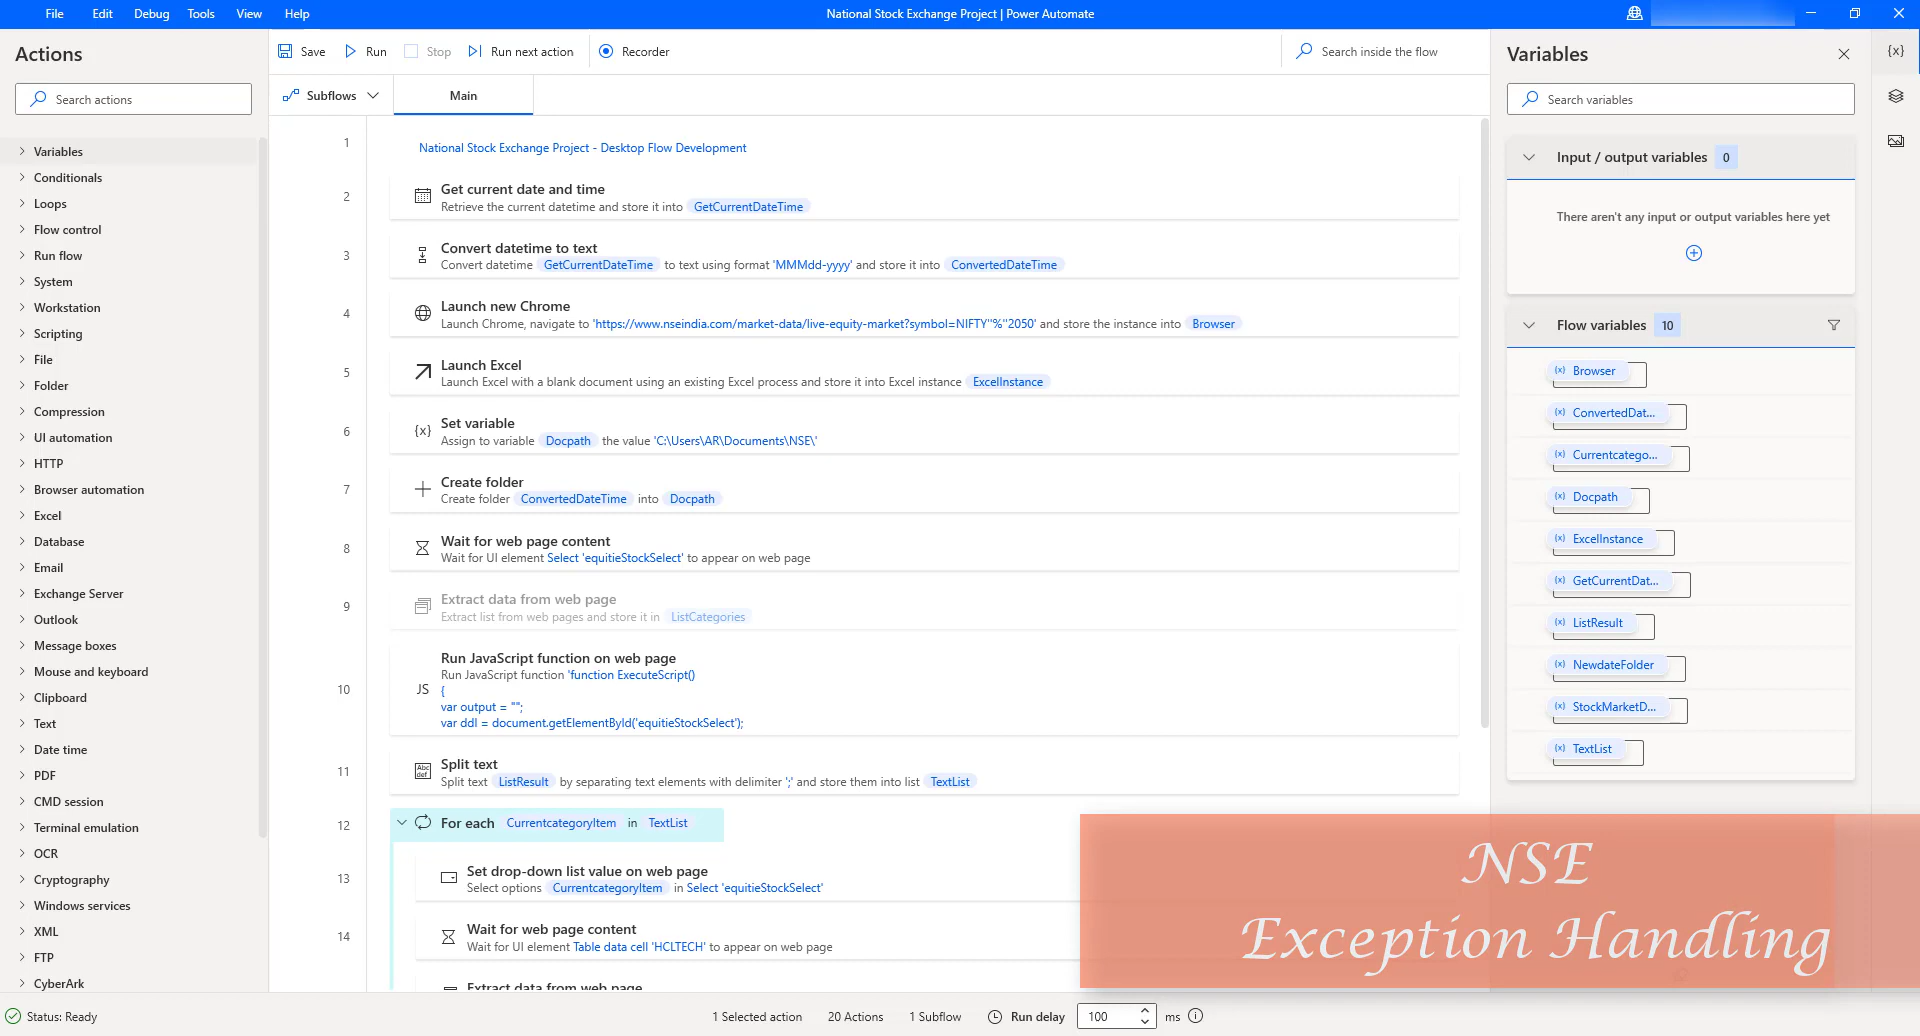 File Edit Debug Tools View Help
National Stock Exchange Project | Power Automate
Actions
Search actions
Variables
Conditionals
Loops
Flow control
Run flow
System
Workstation
Scripting
File
Folder
Compression
UI automation
HTTP
Browser automation
Excel
Database
Email
Exchange Server
Outlook
Message boxes
Mouse and keyboard
Clipboard
Text
Date time
PDF
CMD session
Terminal emulation
OCR
Cryptography
Windows services
XML
FTP
CyberArk
Save Run Stop Run next action Recorder
Search inside the flow
Subflows Main
1
National Stock Exchange Project - Desktop Flow Development
2
Get current date and time
Retrieve the current datetime and store it into GetCurrentDateTime
3
Convert datetime to text
Convert datetime GetCurrentDateTime to text using format 'MMMdd-yyyy' and store it into ConvertedDateTime
4
Launch new Chrome
Launch Chrome, navigate to 'https://www.nseindia.com/market-data/live-equity-market?symbol=NIFTY''%''2050' and store the instance into Browser
5
Launch Excel
Launch Excel with a blank document using an existing Excel process and store it into Excel instance ExcelInstance
6
{x}
Set variable
Assign to variable Docpath the value 'C:\Users\AR\Documents\NSE\'
7
Create folder
Create folder ConvertedDateTime into Docpath
8
Wait for web page content
Wait for UI element Select 'equitieStockSelect' to appear on web page
9
Extract data from web page
Extract list from web pages and store it in ListCategories
10
JS
Run JavaScript function on web page
Run JavaScript function 'function ExecuteScript()
{
var output = "";
var ddl = document.getElementById('equitieStockSelect');
11
Abc
def
Split text
Split text ListResult by separating text elements with delimiter ';' and store them into list TextList
12
For each CurrentcategoryItem in TextList
13
Set drop-down list value on web page
Select options CurrentcategoryItem in Select 'equitieStockSelect'
14
Wait for web page content
Wait for UI element Table data cell 'HCLTECH' to appear on web page
Extract data from web page
Variables
{x}
Search variables
Input / output variables 0
There aren't any input or output variables here yet
Flow variables 10
(x) Browser
(x) ConvertedDat...
(x) Currentcatego...
(x) Docpath
(x) ExcelInstance
(x) GetCurrentDat...
(x) ListResult
(x) NewdateFolder
(x) StockMarketD...
(x) TextList
NSE
Exception Handling
Status: Ready
1 Selected action 20 Actions 1 Subflow Run delay 100 ms